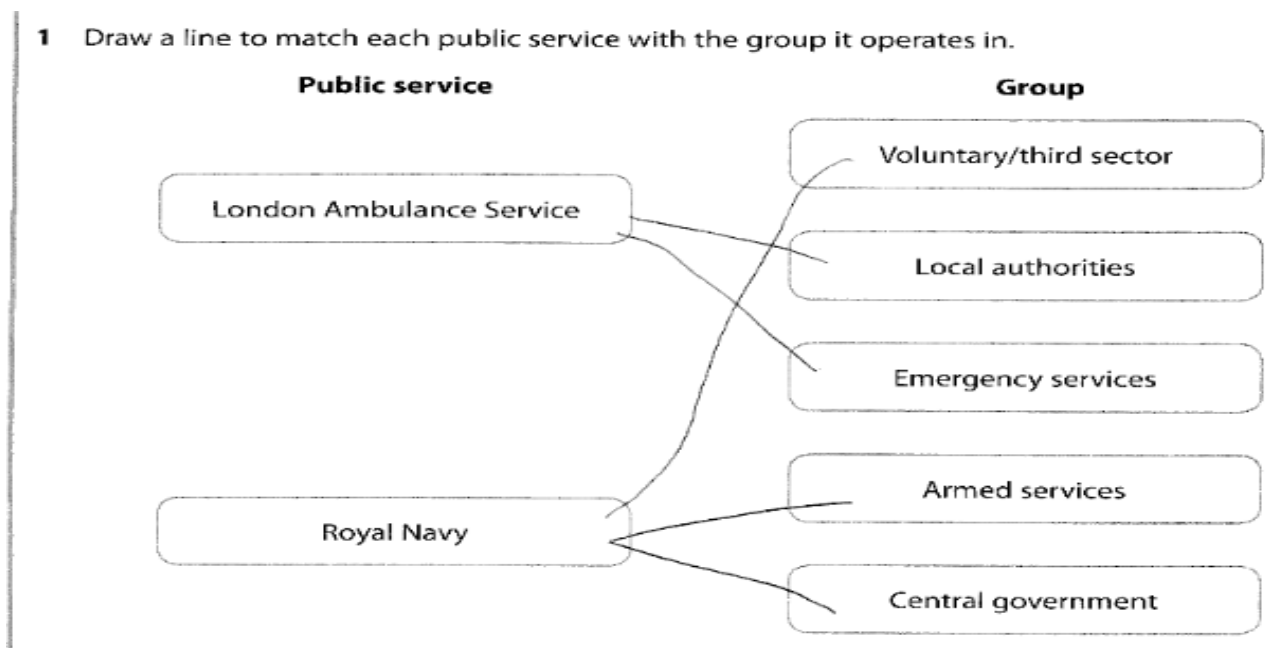 1 Draw a line to match each public service with the group it operates in.
Public service Group
Voluntary/third sector
London Ambulance Service
Local authorities
Emergency services
Armed services
Royal Navy
Central government